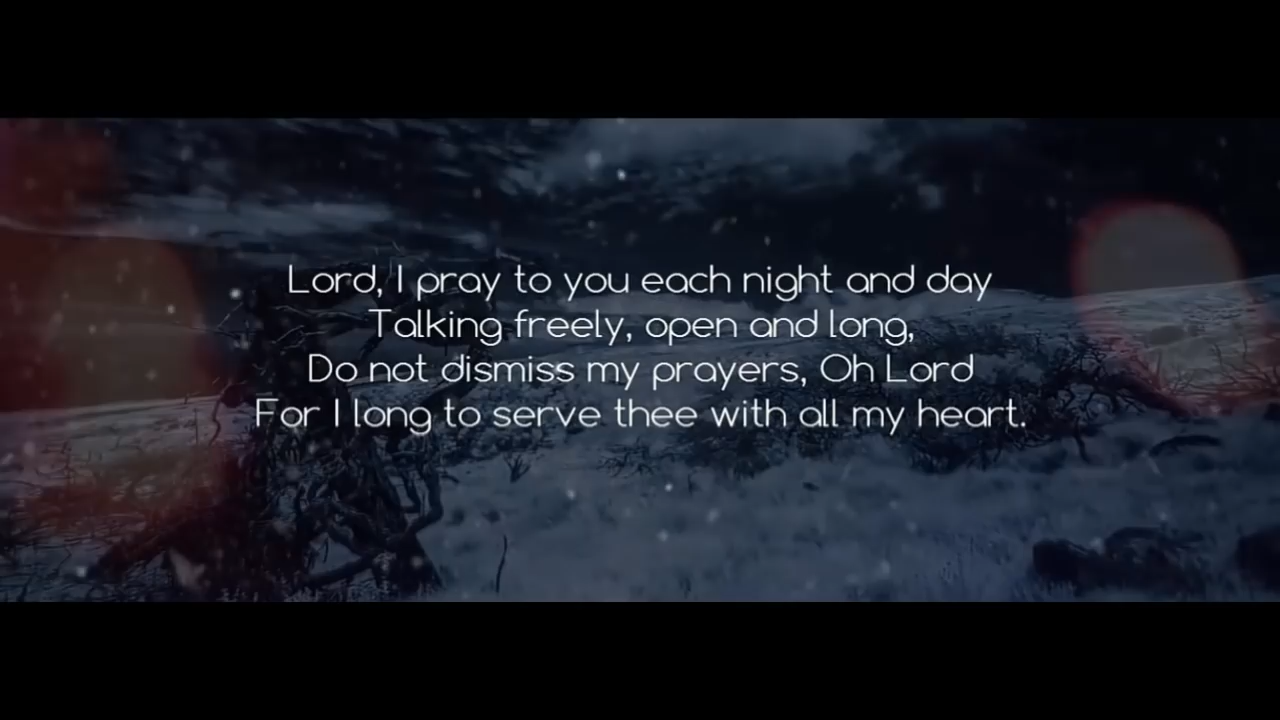 Lord, I pray to you each night and day
Talking freely, open and long,
Do not dismiss my prayers, Oh Lord
For I long to serve thee with all my heart.